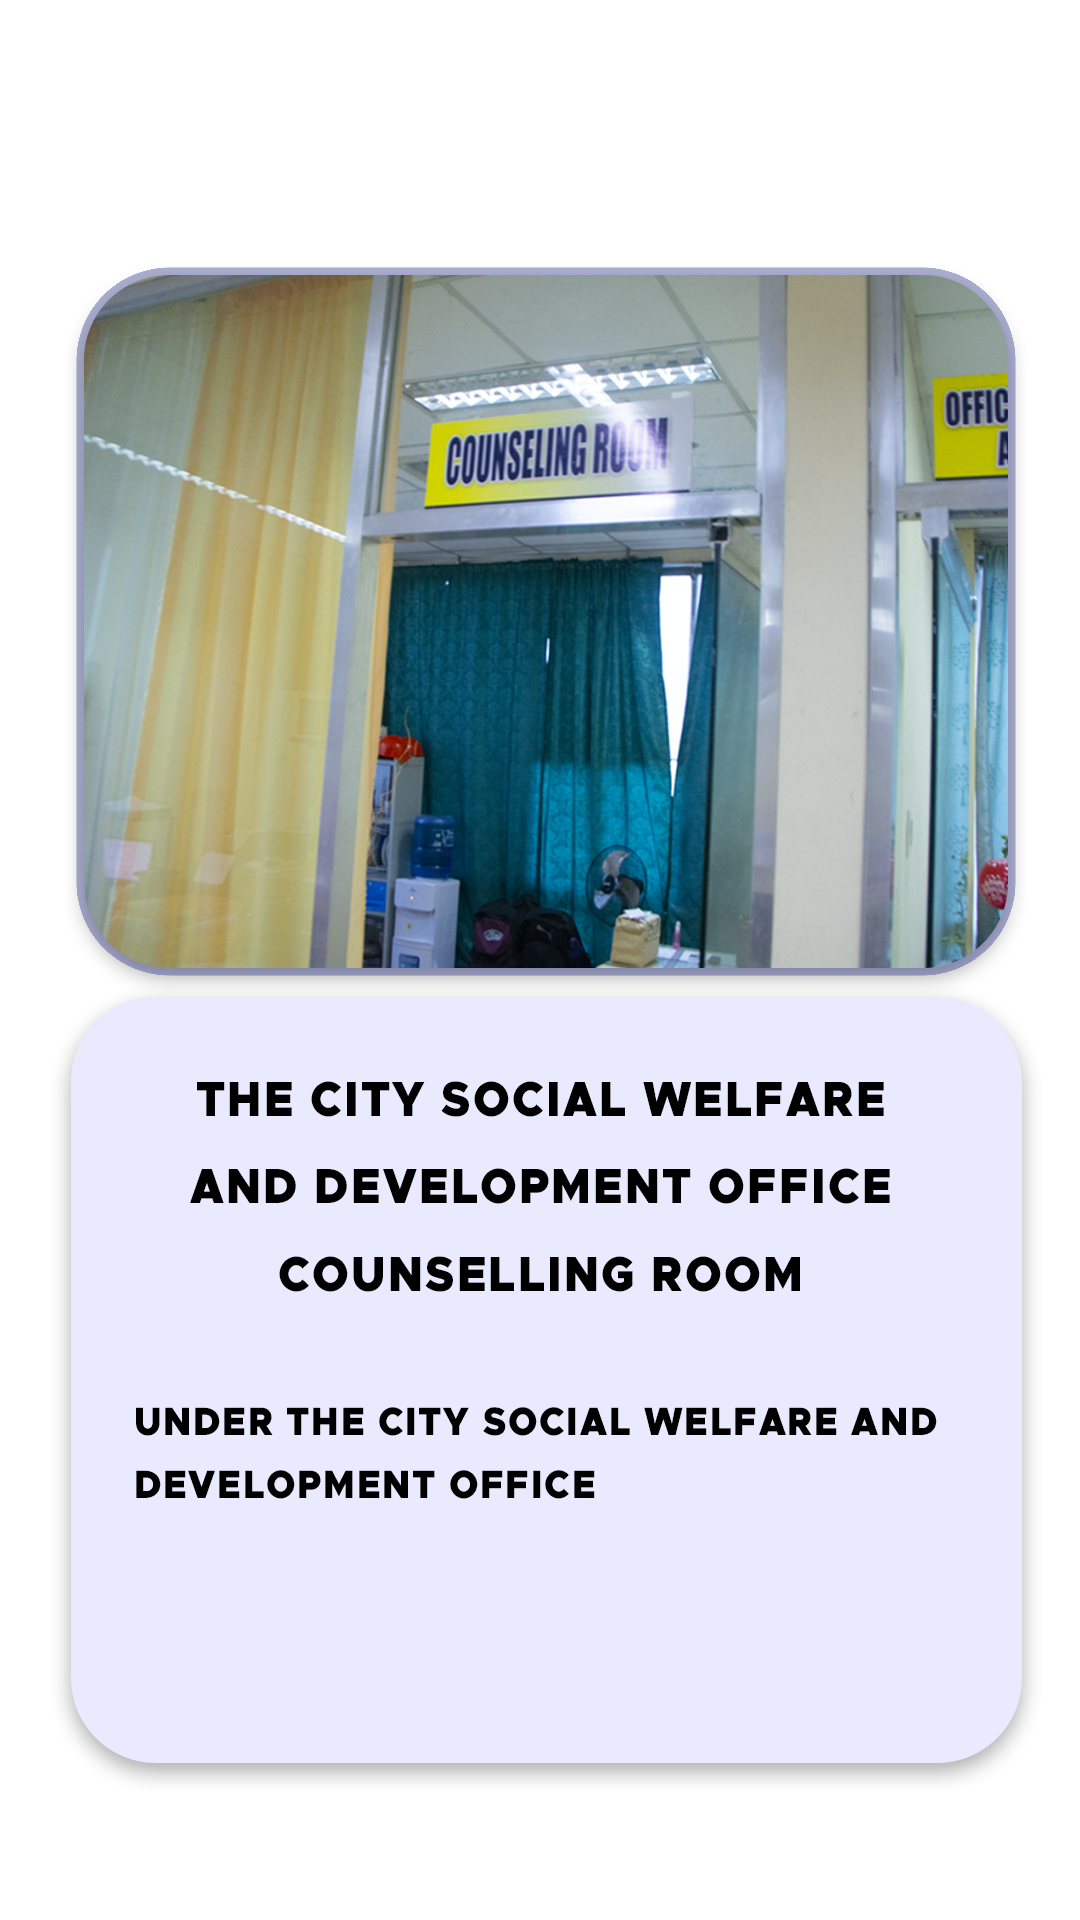 COUNSELING ROOM
THE CITY SOCIAL WELFARE
AND DEVELOPMENT OFFICE
COUNSELLING ROOM
UNDER THE CITY SOCIAL WELFARE AND
DEVELOPMENT OFFICE